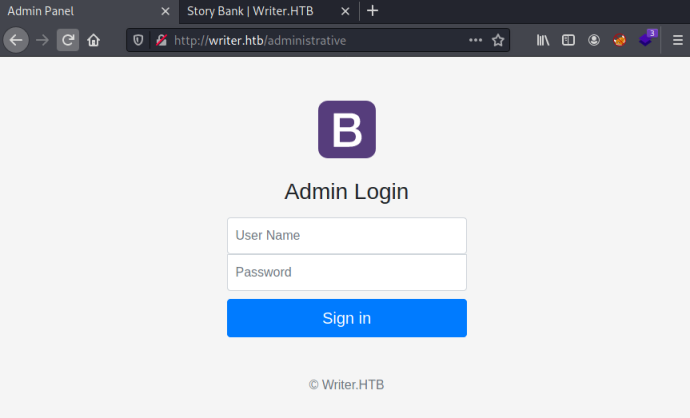 Admin Panel
Story Bank | Writer.HTB
http://writer.htb/administrative
3
B
Admin Login
User Name
Password
Sign in
© Writer.HTB